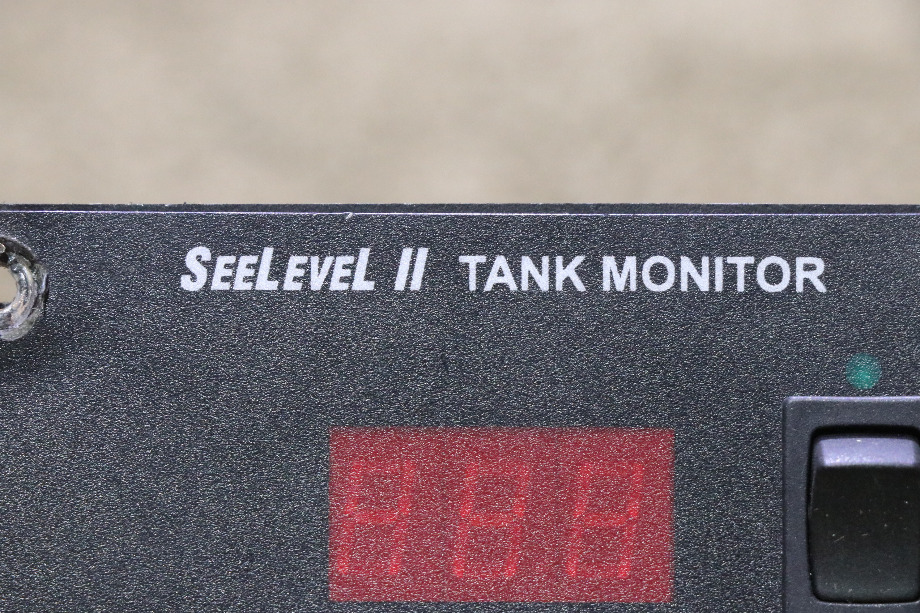 SEELEVEL II TANK MONITOR